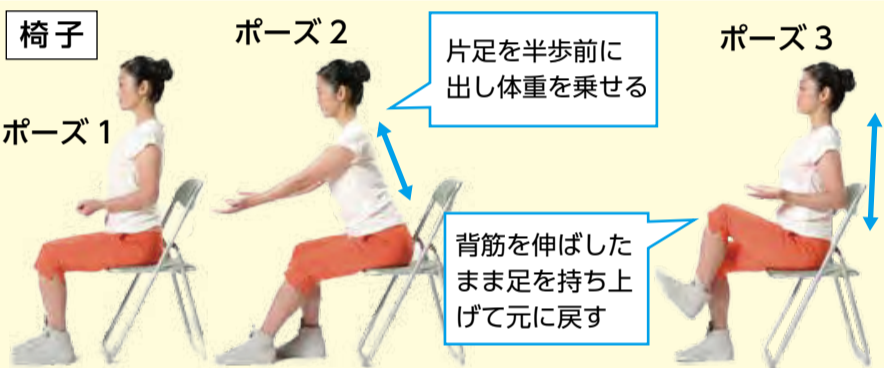 椅子
ポーズ1
ポーズ2
片足を半歩前に
出し体重を乗せる
ポーズ3
背筋を伸ばした
まま足を持ち上
げて元に戻す